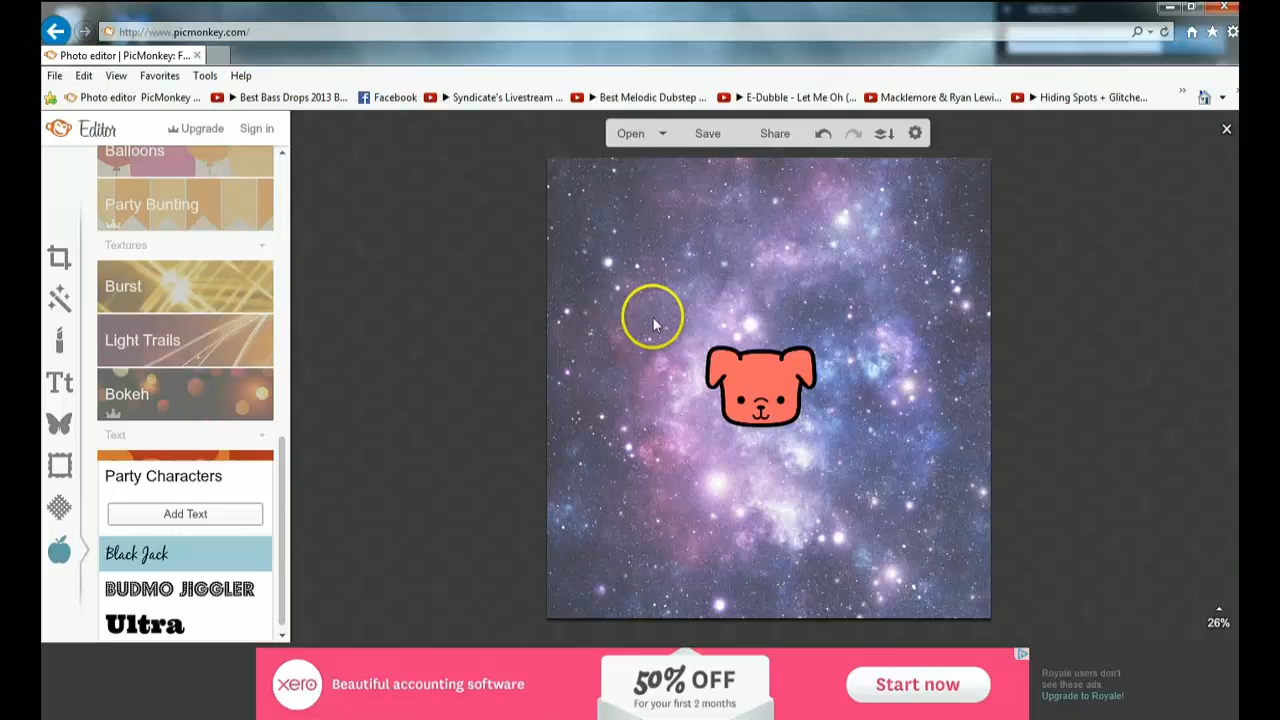 http://www.picmonkey.com/
Photo editor | PicMonkey: F...
File Edit View Favorites Tools Help
Photo editor PicMonkey ... ► Best Bass Drops 2013 B... Facebook ► Syndicate's Livestream ... ► Best Melodic Dubstep ... ► E-Dubble - Let Me Oh (... Macklemore & Ryan Lewi... ► Hiding Spots + Glitche...
Editor Upgrade Sign in
Open Save Share
Balloons
Party Bunting
Textures
Burst
Light Trails
Bokeh
Text
Party Characters
Add Text
Black Jack
BUDMO JIGGLER
Ultra
26%
xero Beautiful accounting software
50% OFF
For your first 2 months
Start now
Royale users don't
see these ads.
Upgrade to Royale!